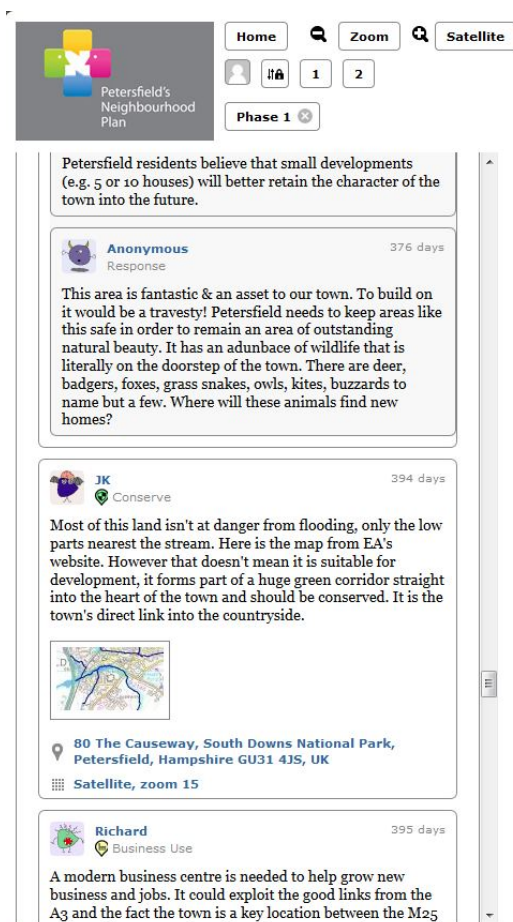 Petersfield's
Neighbourhood
Plan
Home
Zoom
Satellite
1
2
Phase 1
Petersfield residents believe that small developments
(e.g. 5 or 10 houses) will better retain the character of the
town into the future.
Anonymous
376 days
Response
This area is fantastic & an asset to our town. To build on
it would be a travesty! Petersfield needs to keep areas like
this safe in order to remain an area of outstanding
natural beauty. It has an adunbace of wildlife that is
literally on the doorstep of the town. There are deer,
badgers, foxes, grass snakes, owls, kites, buzzards to
name but a few. Where will these animals find new
homes?
JK
394 days
Conserve
Most of this land isn't at danger from flooding, only the low
parts nearest the stream. Here is the map from EA's
website. However that doesn't mean it is suitable for
development, it forms part of a huge green corridor straight
into the heart of the town and should be conserved. It is the
town's direct link into the countryside.
80 The Causeway, South Downs National Park,
Petersfield, Hampshire GU31 4JS, UK
Satellite, zoom 15
Richard
395 days
Business Use
A modern business centre is needed to help grow new
business and jobs. It could exploit the good links from the
A3 and the fact the town is a key location between the M25